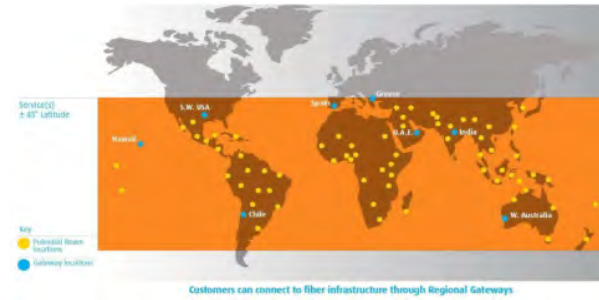 Greece
Spain
Service(s)
± 45° Latitude
S.W. USA
U.A.E.
India
Hawaii
Chile
W. Australia
Key
Potential Beam
locations
Gateway locations
Customers can connect to fiber infrastructure through Regional Gateways